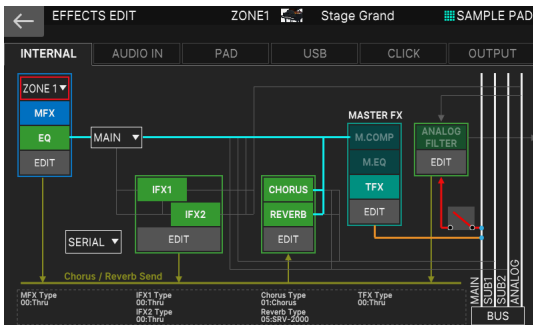 EFFECTS EDIT ZONE1 Stage Grand SAMPLE PAD
INTERNAL AUDIO IN PAD USB CLICK OUTPUT
ZONE 1▼
MFX
EQ
EDIT
MAIN ▼
IFX1
IFX2
EDIT
SERIAL ▼
CHORUS
REVERB
EDIT
MASTER FX
M.COMP
M.EQ
TFX
EDIT
ANALOG
FILTER
EDIT
Chorus / Reverb Send
MAIN
SUB1
SUB2
ANALOG
BUS
MFX Type
00:Thru
IFX1 Type
00:Thru
IFX2 Type
00:Thru
Chorus Type
01:Chorus
Reverb Type
05:SRV-2000
TFX Type
00:Thru